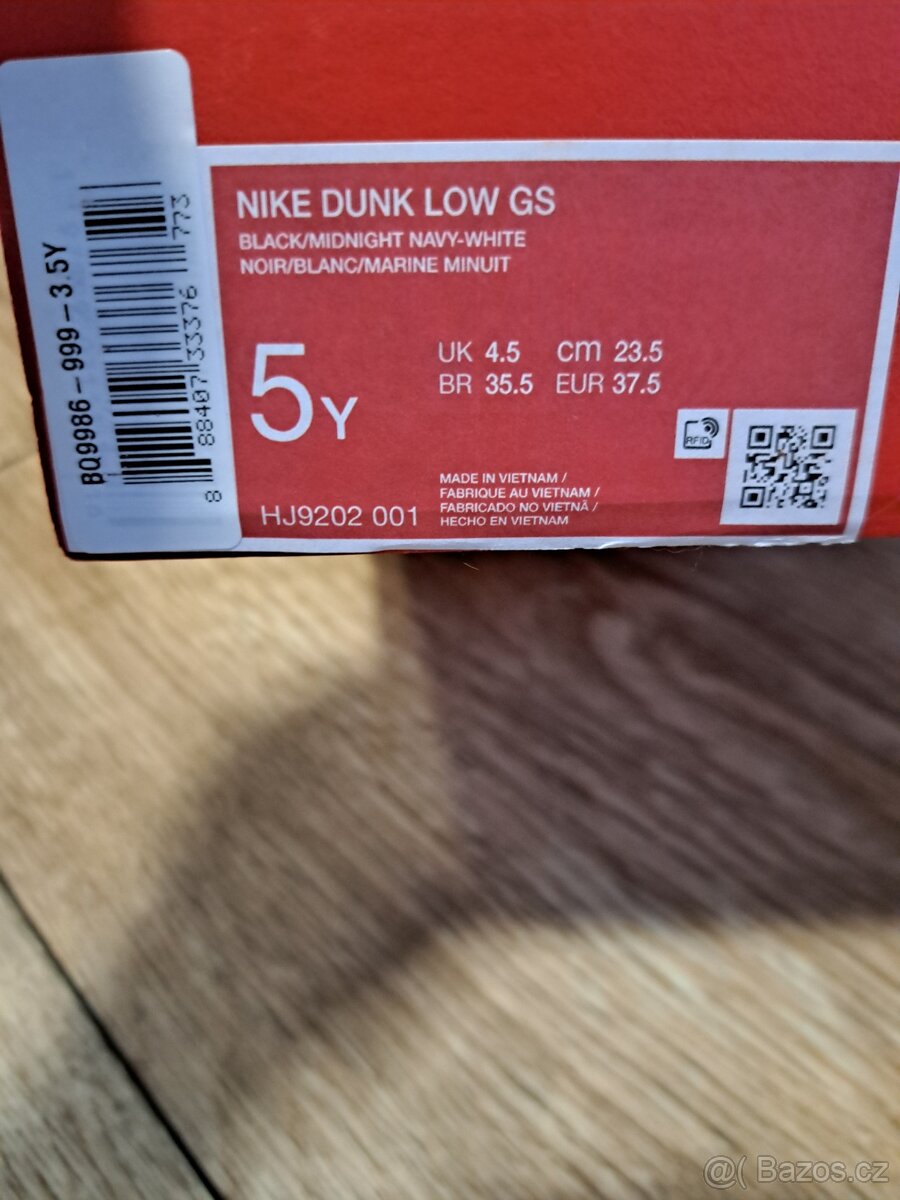 BQ9986-999-3.5Y
8 88407 33376 1
773
NIKE DUNK LOW GS
BLACK/MIDNIGHT NAVY-WHITE
NOIR/BLANC/MARINE MINUIT
5Y
UK 4.5 cm 23.5
BR 35.5 EUR 37.5
RFID
HJ9202 001
MADE IN VIETNAM /
FABRIQUE AU VIETNAM /
FABRICADO NO VIETNÃ /
HECHO EN VIETNAM
@( Bazos.cz